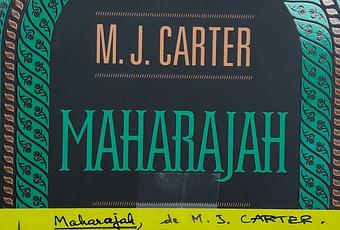 M. J. CARTER
MAHARAJAH
Maharajah, de M. J. CARTER.